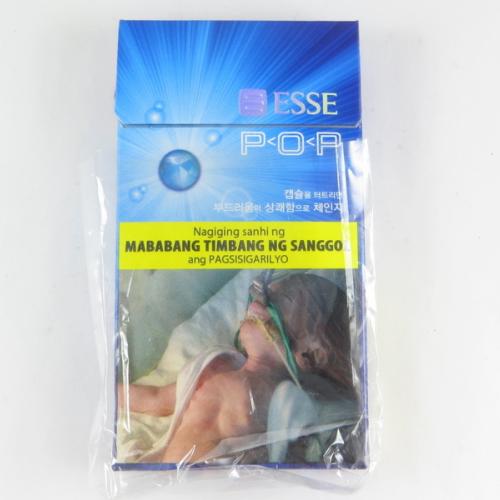 ESSE
P<O<P
캡슐을 터트리면
부드러움이 상쾌함으로 체인지
Nagiging sanhi ng
MABABANG TIMBANG NG SANGGOL
ang PAGSISIGARILYO